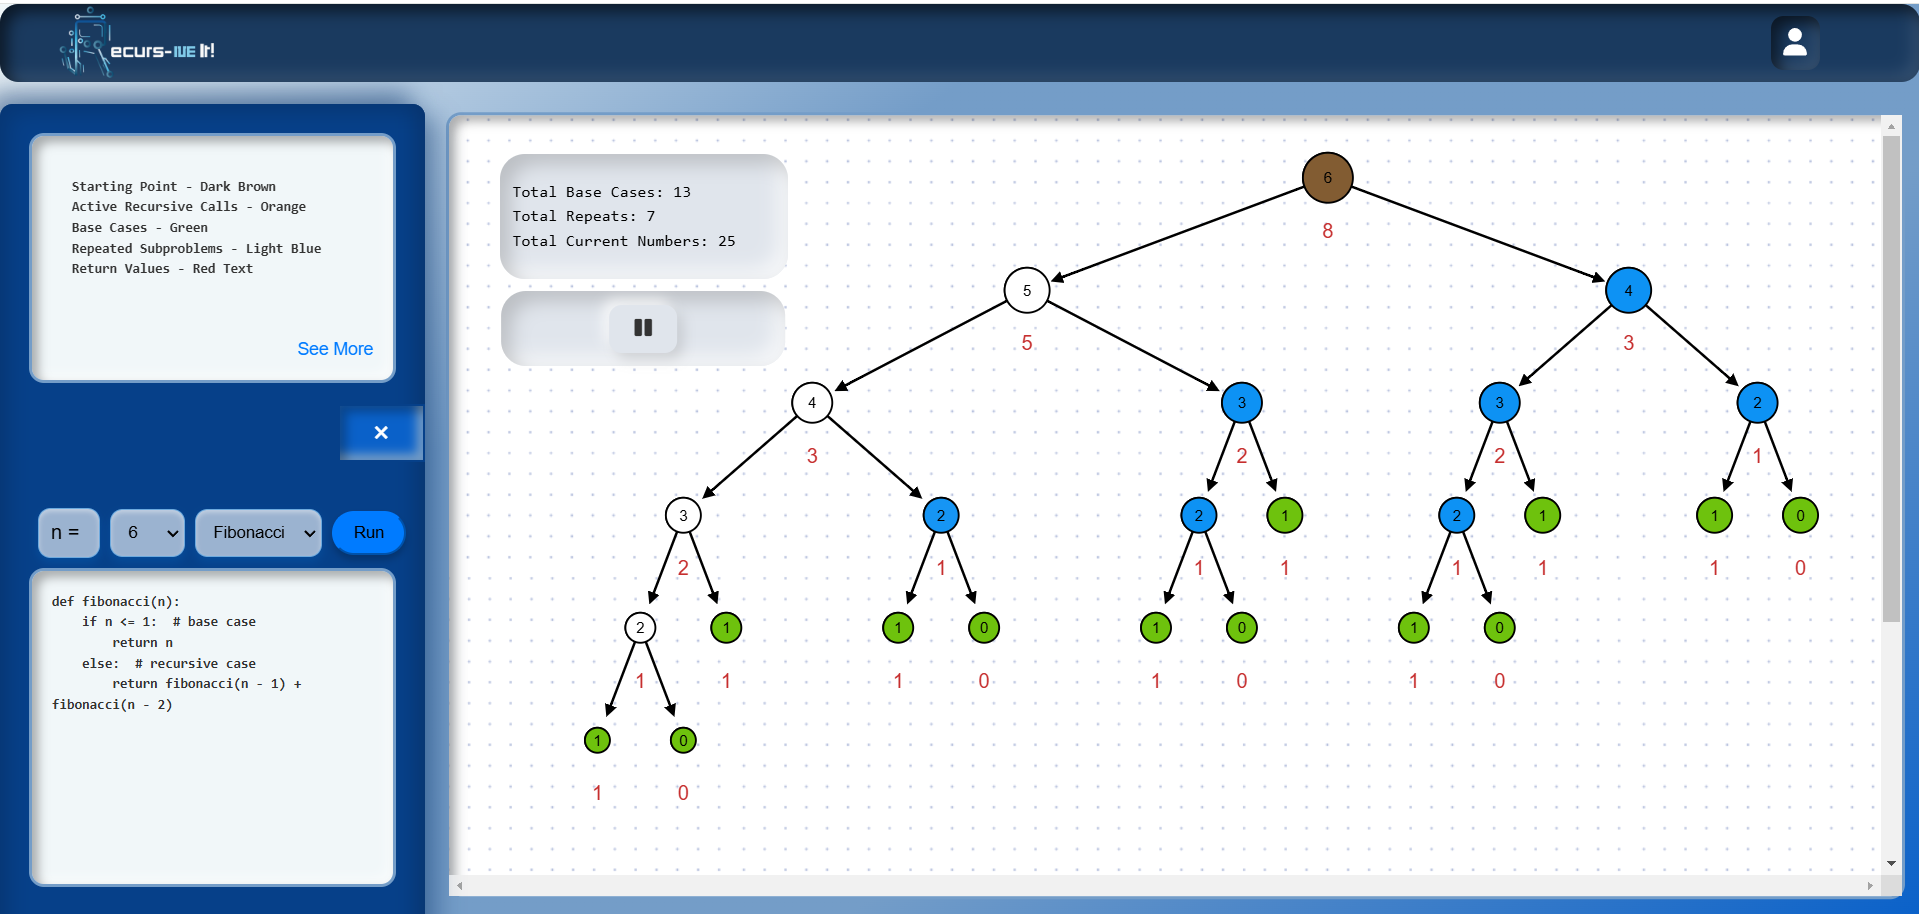 Recurs-IVE It!
Starting Point - Dark Brown
Active Recursive Calls - Orange
Base Cases - Green
Repeated Subproblems - Light Blue
Return Values - Red Text
See More
n =
6
Fibonacci
Run
def fibonacci(n):
    if n <= 1:  # base case
        return n
    else:  # recursive case
        return fibonacci(n - 1) +
fibonacci(n - 2)
Total Base Cases: 13
Total Repeats: 7
Total Current Numbers: 25
6
8
5 4
5 3
4 3 3 2
3 2 2 1
3 2 2 1 2 1 1 0
2 1 1 1 1 1 1 0
2 1 1 0 1 0 1 0
1 1 1 0 1 0 1 0
1 0
1 0